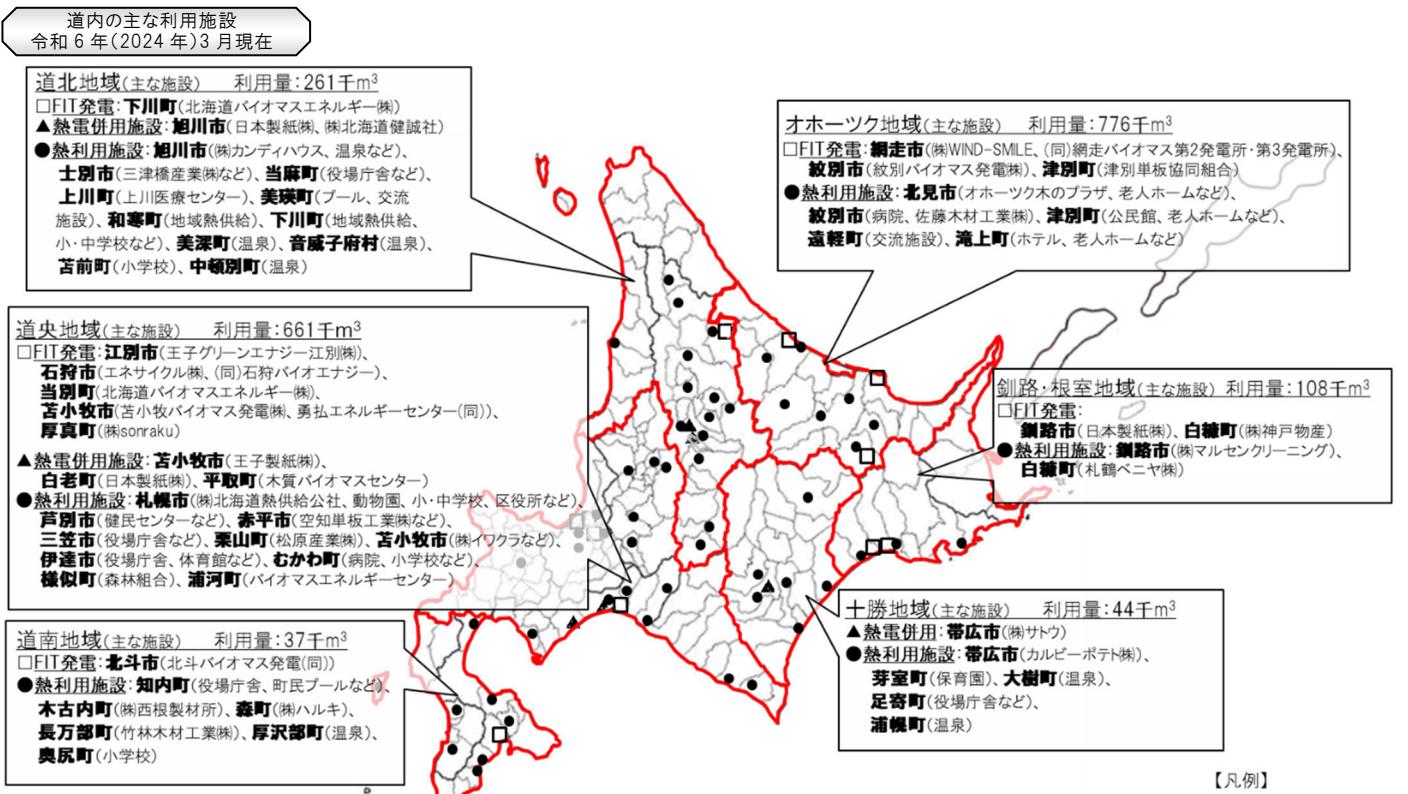 道内の主な利用施設
令和6年(2024年)3月現在
道北地域(主な施設) 利用量:261千m³
□FIT発電:下川町(北海道バイオマスエネルギー㈱)
▲熱電併用施設:旭川市(日本製紙㈱、㈱北海道健誠社)
●熱利用施設:旭川市(㈱カンディハウス、温泉など)、
士別市(三津橋産業㈱など)、当麻町(役場庁舎など)、
上川町(上川医療センター)、美瑛町(プール、交流
施設)、和寒町(地域熱供給)、下川町(地域熱供給、
小・中学校など)、美深町(温泉)、音威子府村(温泉)、
苫前町(小学校)、中頓別町(温泉)
オホーツク地域(主な施設) 利用量:776千m³
□FIT発電:網走市(㈱WIND-SMILE、(同)網走バイオマス第2発電所・第3発電所)、
紋別市(紋別バイオマス発電㈱)、津別町(津別単板協同組合)
●熱利用施設:北見市(オホーツク木のプラザ、老人ホームなど)、
紋別市(病院、佐藤木材工業㈱)、津別町(公民館、老人ホームなど)、
遠軽町(交流施設)、滝上町(ホテル、老人ホームなど)
道央地域(主な施設) 利用量:661千m³
□FIT発電:江別市(王子グリーンエナジー江別㈱)、
石狩市(エネサイクル㈱、(同)石狩バイオエナジー)、
当別町(北海道バイオマスエネルギー㈱)、
苫小牧市(苫小牧バイオマス発電㈱、勇払エネルギーセンター(同))、
厚真町(㈱sonraku)
▲熱電併用施設:苫小牧市(王子製紙㈱)、
白老町(日本製紙㈱)、平取町(木質バイオマスセンター)
●熱利用施設:札幌市(㈱北海道熱供給公社、動物園、小・中学校、区役所など)、
芦別市(健民センターなど)、赤平市(空知単板工業㈱など)、
三笠市(役場庁舎など)、栗山町(松原産業㈱)、苫小牧市(㈱イワクラなど)、
伊達市(役場庁舎、体育館など)、むかわ町(病院、小学校など)、
様似町(森林組合)、浦河町(バイオマスエネルギーセンター)
釧路・根室地域(主な施設) 利用量:108千m³
□FIT発電:
釧路市(日本製紙㈱)、白糠町(㈱神戸物産)
●熱利用施設:釧路市(㈱マルセンクリーニング)、
白糠町(札鶴ベニヤ㈱)
十勝地域(主な施設) 利用量:44千m³
▲熱電併用:帯広市(㈱サトウ)
●熱利用施設:帯広市(カルビーポテト㈱)、
芽室町(保育園)、大樹町(温泉)、
足寄町(役場庁舎など)、
浦幌町(温泉)
道南地域(主な施設) 利用量:37千m³
□FIT発電:北斗市(北斗バイオマス発電(同))
●熱利用施設:知内町(役場庁舎、町民プールなど)、
木古内町(㈱西根製材所)、森町(㈱ハルキ)、
長万部町(竹林木材工業㈱)、厚沢部町(温泉)、
奥尻町(小学校)
【凡例】